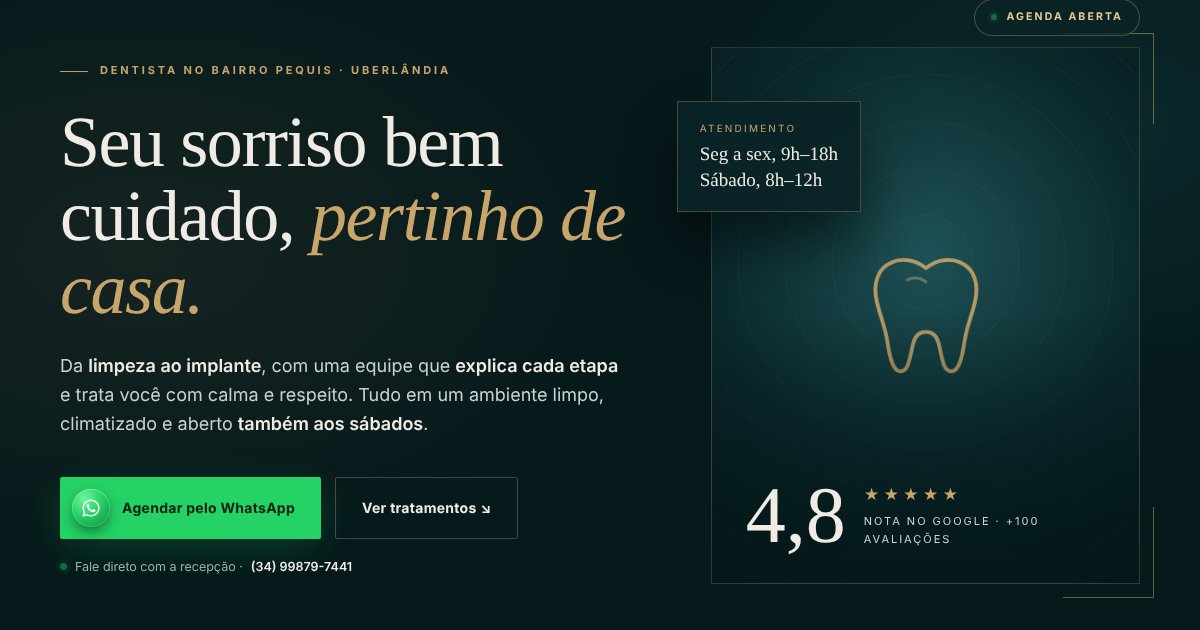 AGENDA ABERTA
DENTISTA NO BAIRRO PEQUIS · UBERLÂNDIA
Seu sorriso bem
cuidado, pertinho de
casa.
Da limpeza ao implante, com uma equipe que explica cada etapa
e trata você com calma e respeito. Tudo em um ambiente limpo,
climatizado e aberto também aos sábados.
Agendar pelo WhatsApp
Ver tratamentos ↘
Fale direto com a recepção · (34) 99879-7441
ATENDIMENTO
Seg a sex, 9h–18h
Sábado, 8h–12h
4,8
★★★★★
NOTA NO GOOGLE · +100
AVALIAÇÕES